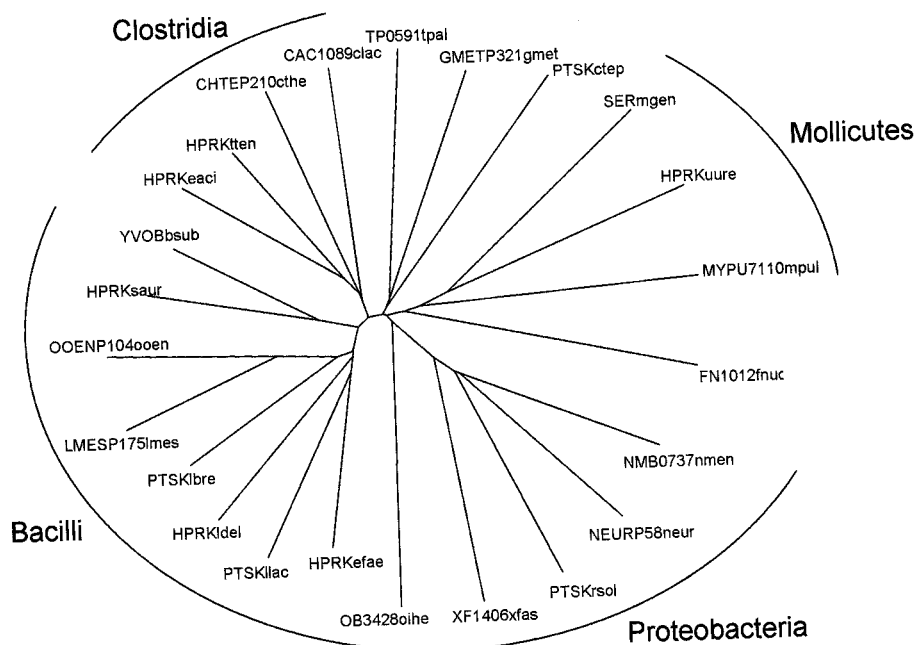 Clostridia
TP0591tpal
CAC1089clac
GMETP321gmet
PTSKctep
CHTEP210cthe
SERmgen
Mollicutes
HPRKtten
HPRKuure
HPRKeaci
YVOBbsub
MYPU7110mpul
HPRKsaur
OOENP104ooen
FN1012fnuc
LMESP175lmes
NMB0737nmen
PTSKlbre
Bacilli
HPRKldel
NEURP58neur
PTSKllac
HPRKefae
PTSKrsol
OB3428oihe
XF1406xfas
Proteobacteria